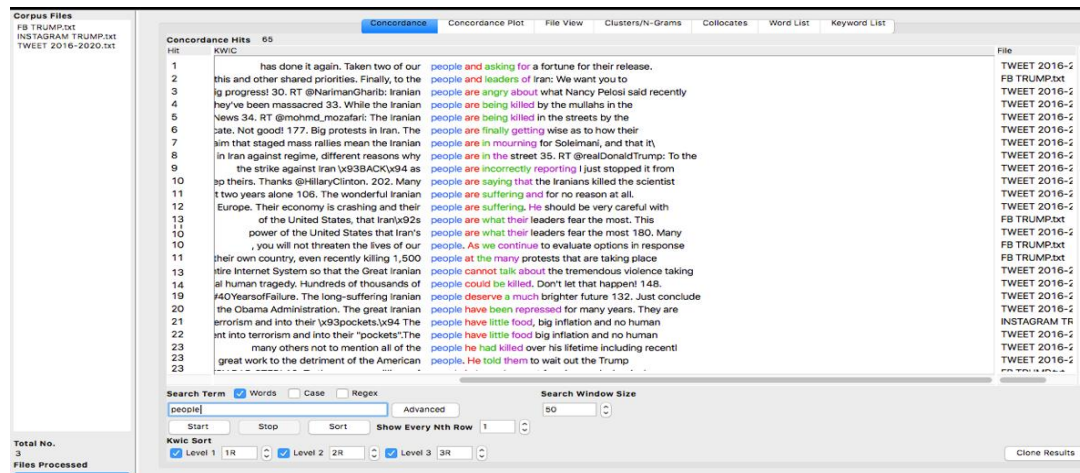 Corpus Files
FB TRUMP.txt
INSTAGRAM TRUMP.txt
TWEET 2016-2020.txt
Concordance Concordance Plot File View Clusters/N-Grams Collocates Word List Keyword List
Concordance Hits 65
Hit KWIC File
1 has done it again. Taken two of our people and asking for a fortune for their release. TWEET 2016-2
2 this and other shared priorities. Finally, to the people and leaders of Iran: We want you to FB TRUMP.txt
3 ig progress! 30. RT @NarimanGharib: Iranian people are angry about what Nancy Pelosi said recently TWEET 2016-2
4 hey've been massacred 33. While the Iranian people are being killed by the mullahs in the TWEET 2016-2
5 News 34. RT @mohmd_mozafari: The Iranian people are being killed in the streets by the TWEET 2016-2
6 cate. Not good! 177. Big protests in Iran. The people are finally getting wise as to how their TWEET 2016-2
7 aim that staged mass rallies mean the Iranian people are in mourning for Soleimani, and that it\ TWEET 2016-2
8 in Iran against regime, different reasons why people are in the street 35. RT @realDonaldTrump: To the TWEET 2016-2
9 the strike against Iran \x93BACK\x94 as people are incorrectly reporting I just stopped it from TWEET 2016-2
10 ep theirs. Thanks @HillaryClinton. 202. Many people are saying that the Iranians killed the scientist TWEET 2016-2
11 t two years alone 106. The wonderful Iranian people are suffering and for no reason at all. TWEET 2016-2
12 Europe. Their economy is crashing and their people are suffering. He should be very careful with TWEET 2016-2
13 of the United States, that Iran\x92s people are what their leaders fear the most. This FB TRUMP.txt
10 power of the United States that Iran's people are what their leaders fear the most 180. Many TWEET 2016-2
10 , you will not threaten the lives of our people. As we continue to evaluate options in response FB TRUMP.txt
11 their own country, even recently killing 1,500 people at the many protests that are taking place TWEET 2016-2
13 ntire Internet System so that the Great Iranian people cannot talk about the tremendous violence taking TWEET 2016-2
14 al human tragedy. Hundreds of thousands of people could be killed. Don't let that happen! 148. TWEET 2016-2
19 #40YearsofFailure. The long-suffering Iranian people deserve a much brighter future 132. Just conclude TWEET 2016-2
20 the Obama Administration. The great Iranian people have been repressed for many years. They are TWEET 2016-2
21 errorism and into their \x93pockets.\x94 The people have little food, big inflation and no human INSTAGRAM TR
22 ent into terrorism and into their "pockets".The people have little food big inflation and no human TWEET 2016-2
23 many others not to mention all of the people he had killed over his lifetime including recentl TWEET 2016-2
23 great work to the detriment of the American people. He told them to wait out the Trump TWEET 2016-2
23
Search Term Words Case Regex Search Window Size
people Advanced 50
Start Stop Sort Show Every Nth Row 1
Kwic Sort
Level 1 1R Level 2 2R Level 3 3R Clone Results
Total No.
3
Files Processed